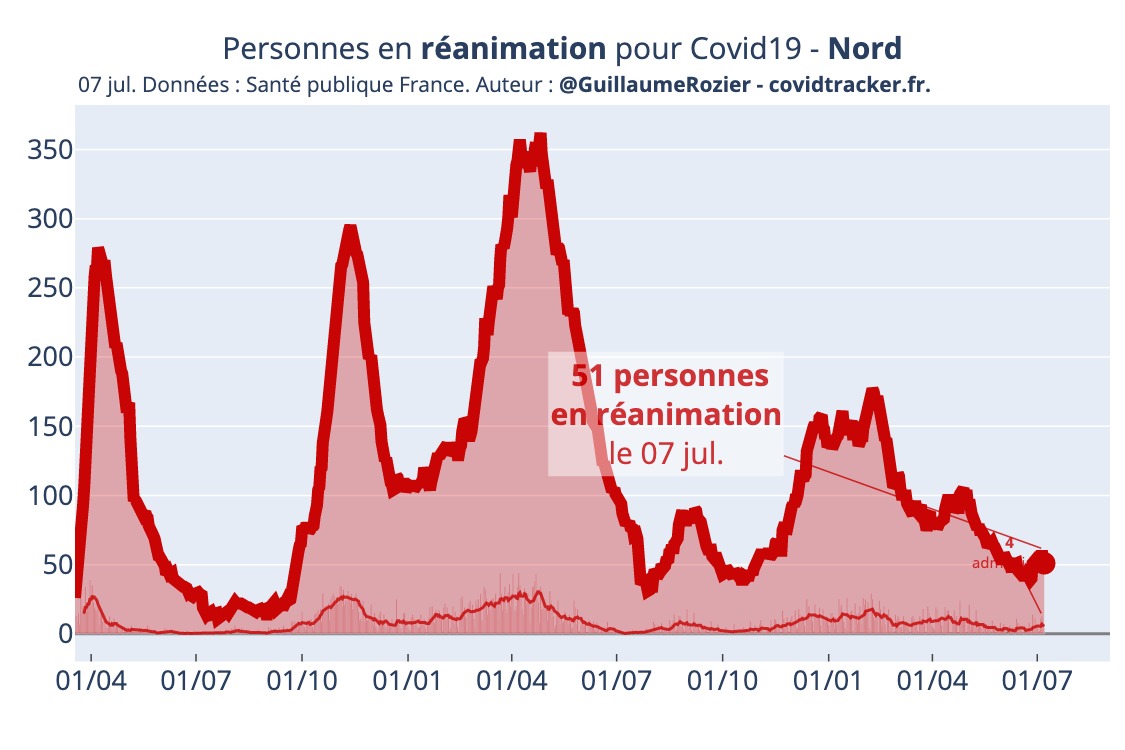 Personnes en réanimation pour Covid19 - Nord
07 jul. Données : Santé publique France. Auteur : @GuillaumeRozier - covidtracker.fr.
350
300
250
200
150
100
50
0
51 personnes
en réanimation
le 07 jul.
4
01/04 01/07 01/10 01/01 01/04 01/07 01/10 01/01 01/04 01/07